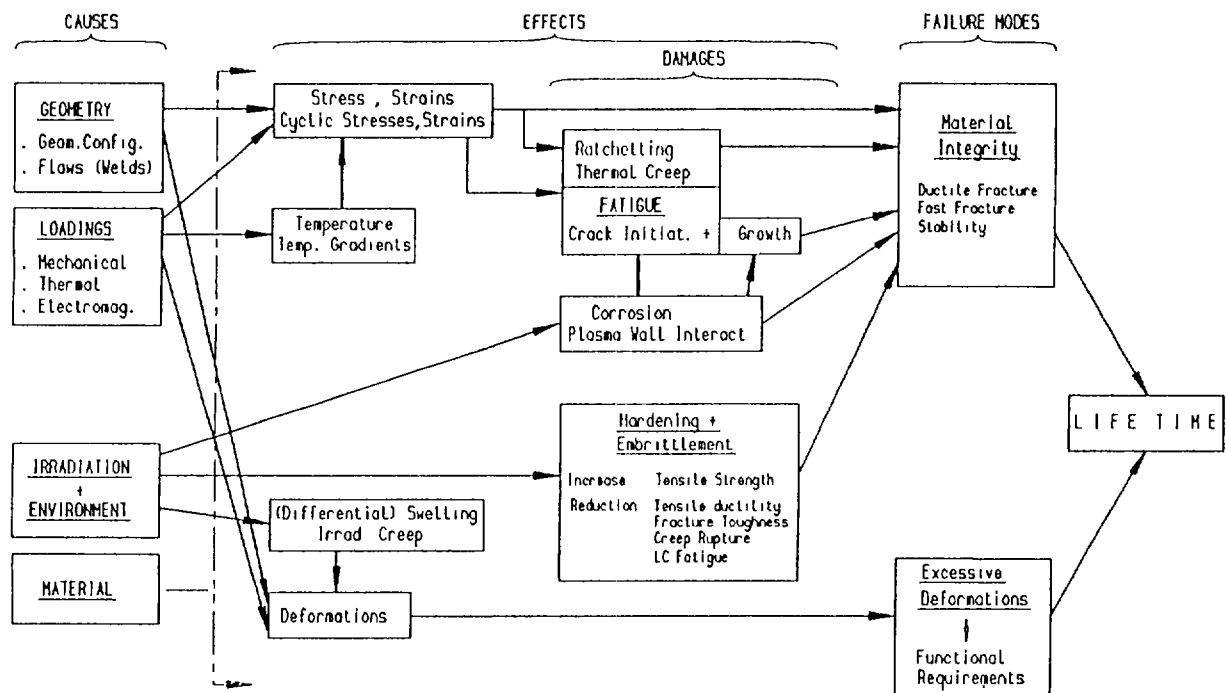 CAUSES
EFFECTS
FAILURE MODES
DAMAGES
GEOMETRY
. Geom.Config.
. Flaws (Welds)
LOADINGS
. Mechanical
. Thermal
. Electromag.
IRRADIATION
+
ENVIRONMENT
MATERIAL
Stress , Strains
Cyclic Stresses,Strains
Temperature
Temp. Gradients
(Differential) Swelling
Irrad Creep
Deformations
Ratchetting
Thermal Creep
FATIGUE
Crack Initiat. +
Growth
Corrosion
Plasma Wall Interact
Hardening +
Embrittlement
Increase Tensile Strength
Reduction Tensile ductility
Fracture Toughness
Creep Rupture
LC Fatigue
Material
Integrity
Ductile Fracture
Fast Fracture
Stability
Excessive
Deformations
Functional
Requirements
LIFE TIME